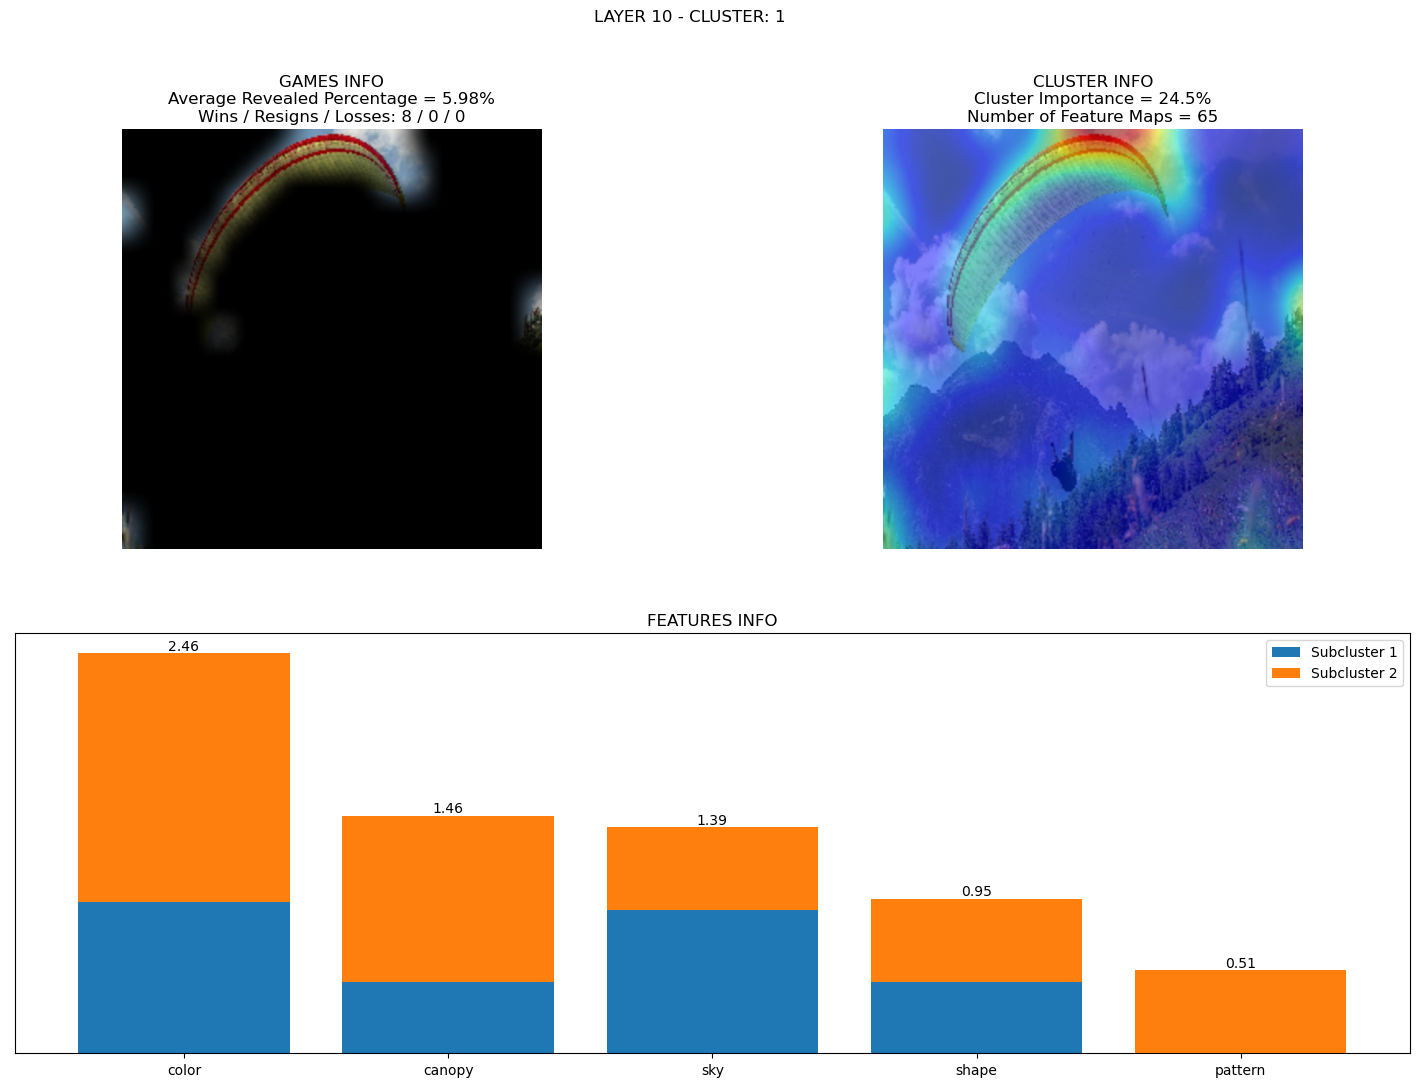 LAYER 10 - CLUSTER: 1
GAMES INFO
Average Revealed Percentage = 5.98%
Wins / Resigns / Losses: 8 / 0 / 0
CLUSTER INFO
Cluster Importance = 24.5%
Number of Feature Maps = 65
FEATURES INFO
Subcluster 1
Subcluster 2
2.46
1.46
1.39
0.95
0.51
color
canopy
sky
shape
pattern